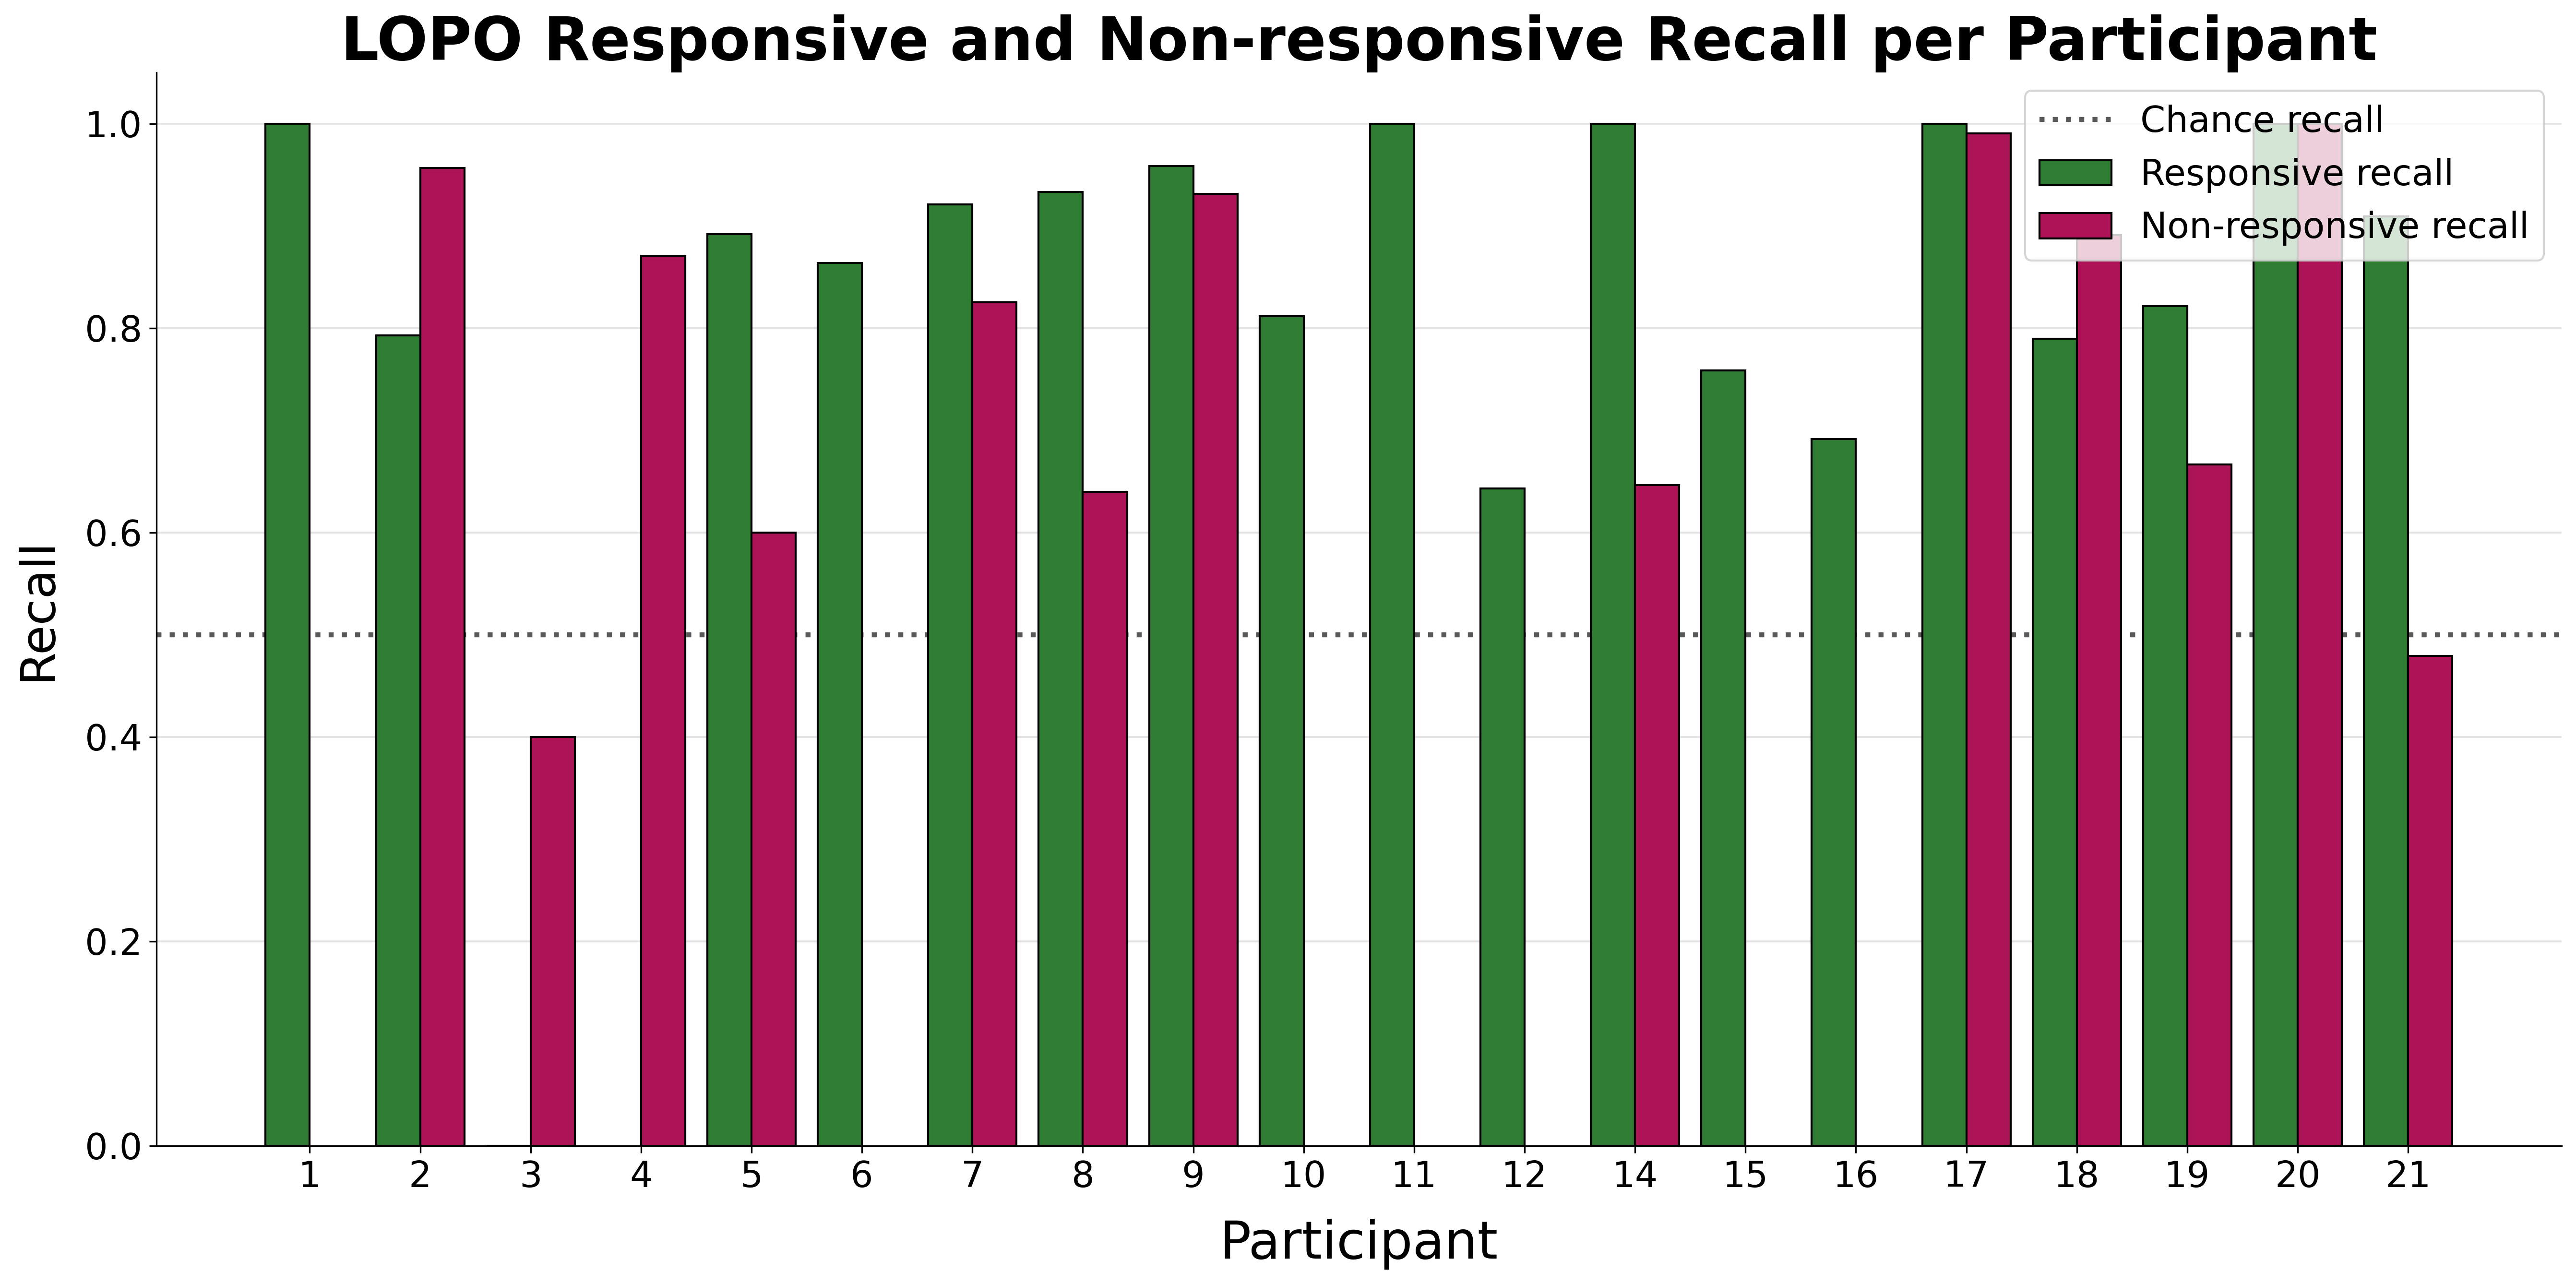 LOPO Responsive and Non-responsive Recall per Participant
Chance recall
Responsive recall
Non-responsive recall
1.0
0.8
0.6
0.4
0.2
0.0
Recall
1 2 3 4 5 6 7 8 9 10 11 12 14 15 16 17 18 19 20 21
Participant